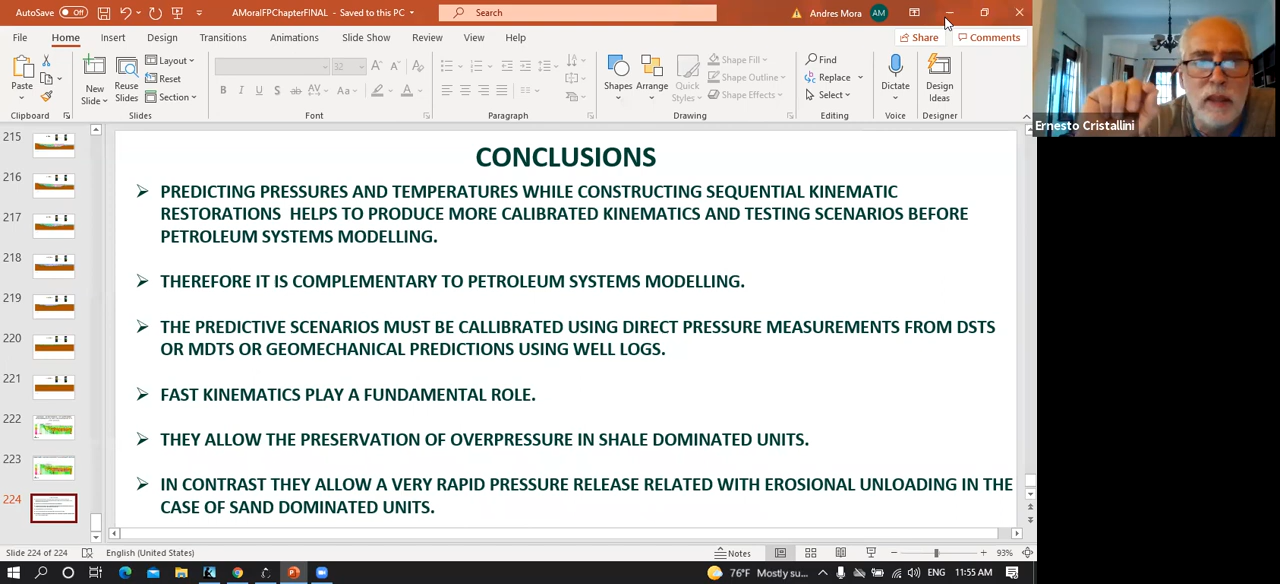 AutoSave Off AMoraIFPChapterFINAL - Saved to this PC Search Andres Mora AM
File Home Insert Design Transitions Animations Slide Show Review View Help Share Comments
Paste New Slide Reuse Slides Layout Reset Section 32 B I U S ab AV Aa A Shapes Arrange Quick Styles Shape Fill Shape Outline Shape Effects Find Replace Select Dictate Design Ideas
Clipboard Slides Font Paragraph Drawing Editing Voice Designer
Ernesto Cristallini
215
216
217
218
219
220
221
222
223
224
CONCLUSIONS
PREDICTING PRESSURES AND TEMPERATURES WHILE CONSTRUCTING SEQUENTIAL KINEMATIC
RESTORATIONS HELPS TO PRODUCE MORE CALIBRATED KINEMATICS AND TESTING SCENARIOS BEFORE
PETROLEUM SYSTEMS MODELLING.
THEREFORE IT IS COMPLEMENTARY TO PETROLEUM SYSTEMS MODELLING.
THE PREDICTIVE SCENARIOS MUST BE CALLIBRATED USING DIRECT PRESSURE MEASUREMENTS FROM DSTS
OR MDTS OR GEOMECHANICAL PREDICTIONS USING WELL LOGS.
FAST KINEMATICS PLAY A FUNDAMENTAL ROLE.
THEY ALLOW THE PRESERVATION OF OVERPRESSURE IN SHALE DOMINATED UNITS.
IN CONTRAST THEY ALLOW A VERY RAPID PRESSURE RELEASE RELATED WITH EROSIONAL UNLOADING IN THE
CASE OF SAND DOMINATED UNITS.
Slide 224 of 224 English (United States) Notes 93%
76°F Mostly su... ENG 11:55 AM